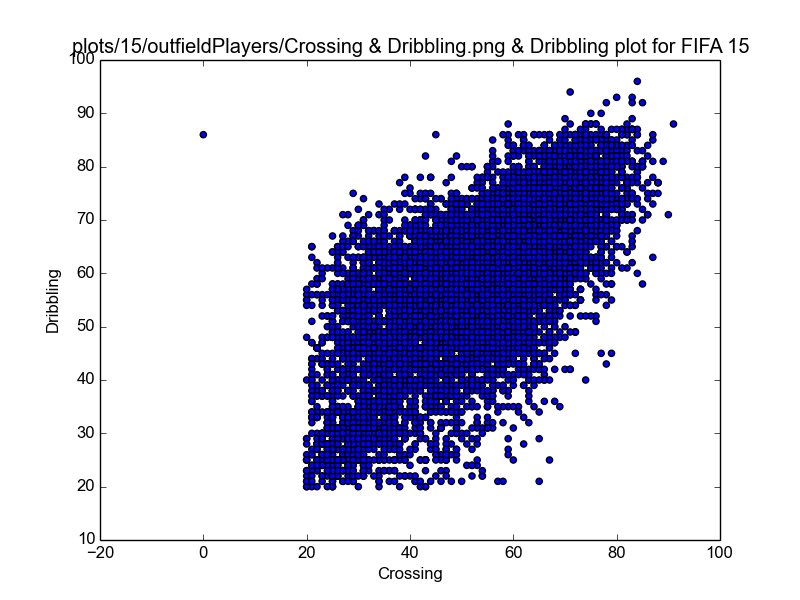 plots/15/outfieldPlayers/Crossing & Dribbling.png & Dribbling plot for FIFA 15
100
90
80
70
60
50
40
30
20
10
Dribbling
−20 0 20 40 60 80 100
Crossing